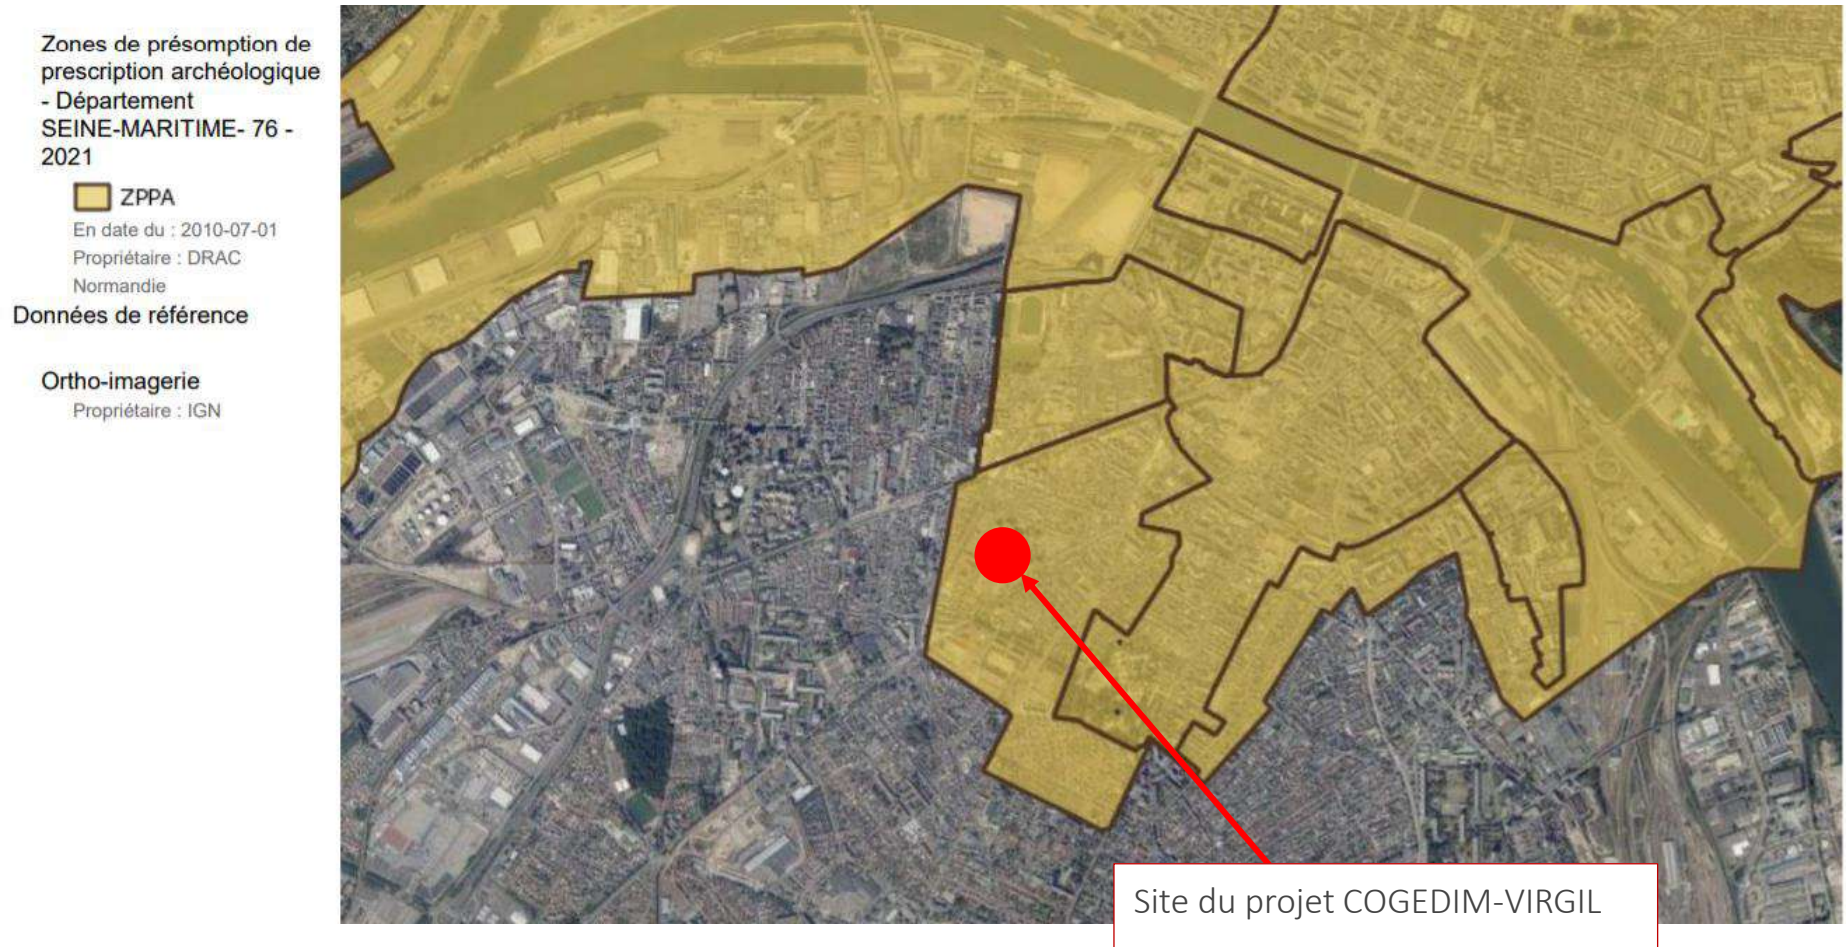 Zones de présomption de
prescription archéologique
- Département
SEINE-MARITIME- 76 -
2021
ZPPA
En date du : 2010-07-01
Propriétaire : DRAC
Normandie
Données de référence
Ortho-imagerie
Propriétaire : IGN
Site du projet COGEDIM-VIRGIL